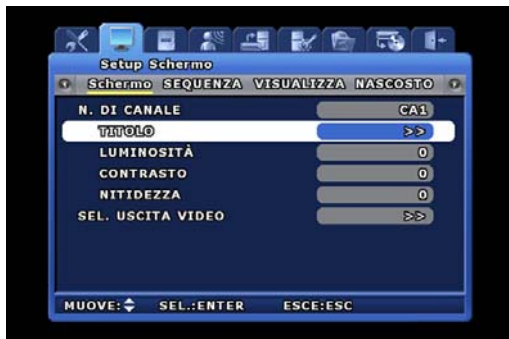 Setup Schermo
Schermo SEQUENZA VISUALIZZA NASCOSTO
N. DI CANALE CA1
TITOLO >>
LUMINOSITÀ 0
CONTRASTO 0
NITIDEZZA 0
SEL. USCITA VIDEO >>
MUOVE: SEL.:ENTER ESCE:ESC